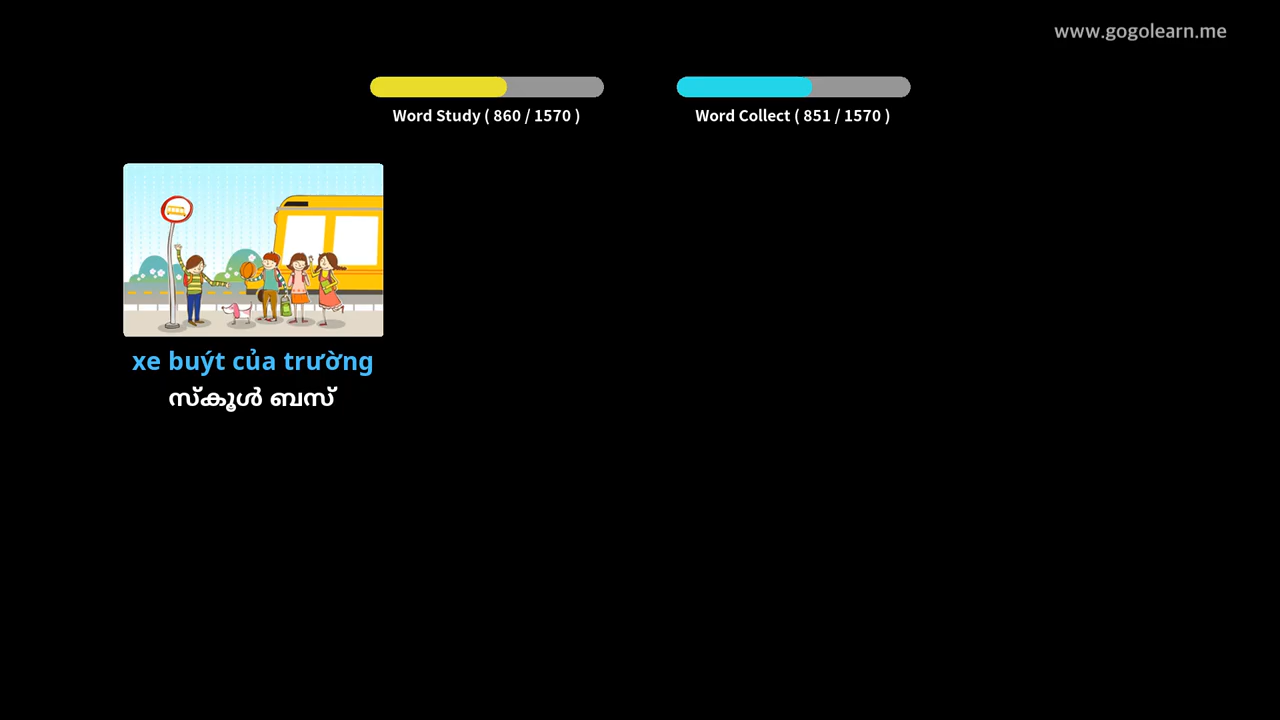 www.gogolearn.me
Word Study ( 860 / 1570 )
Word Collect ( 851 / 1570 )
xe buýt của trường
സ്കൂൾ ബസ്